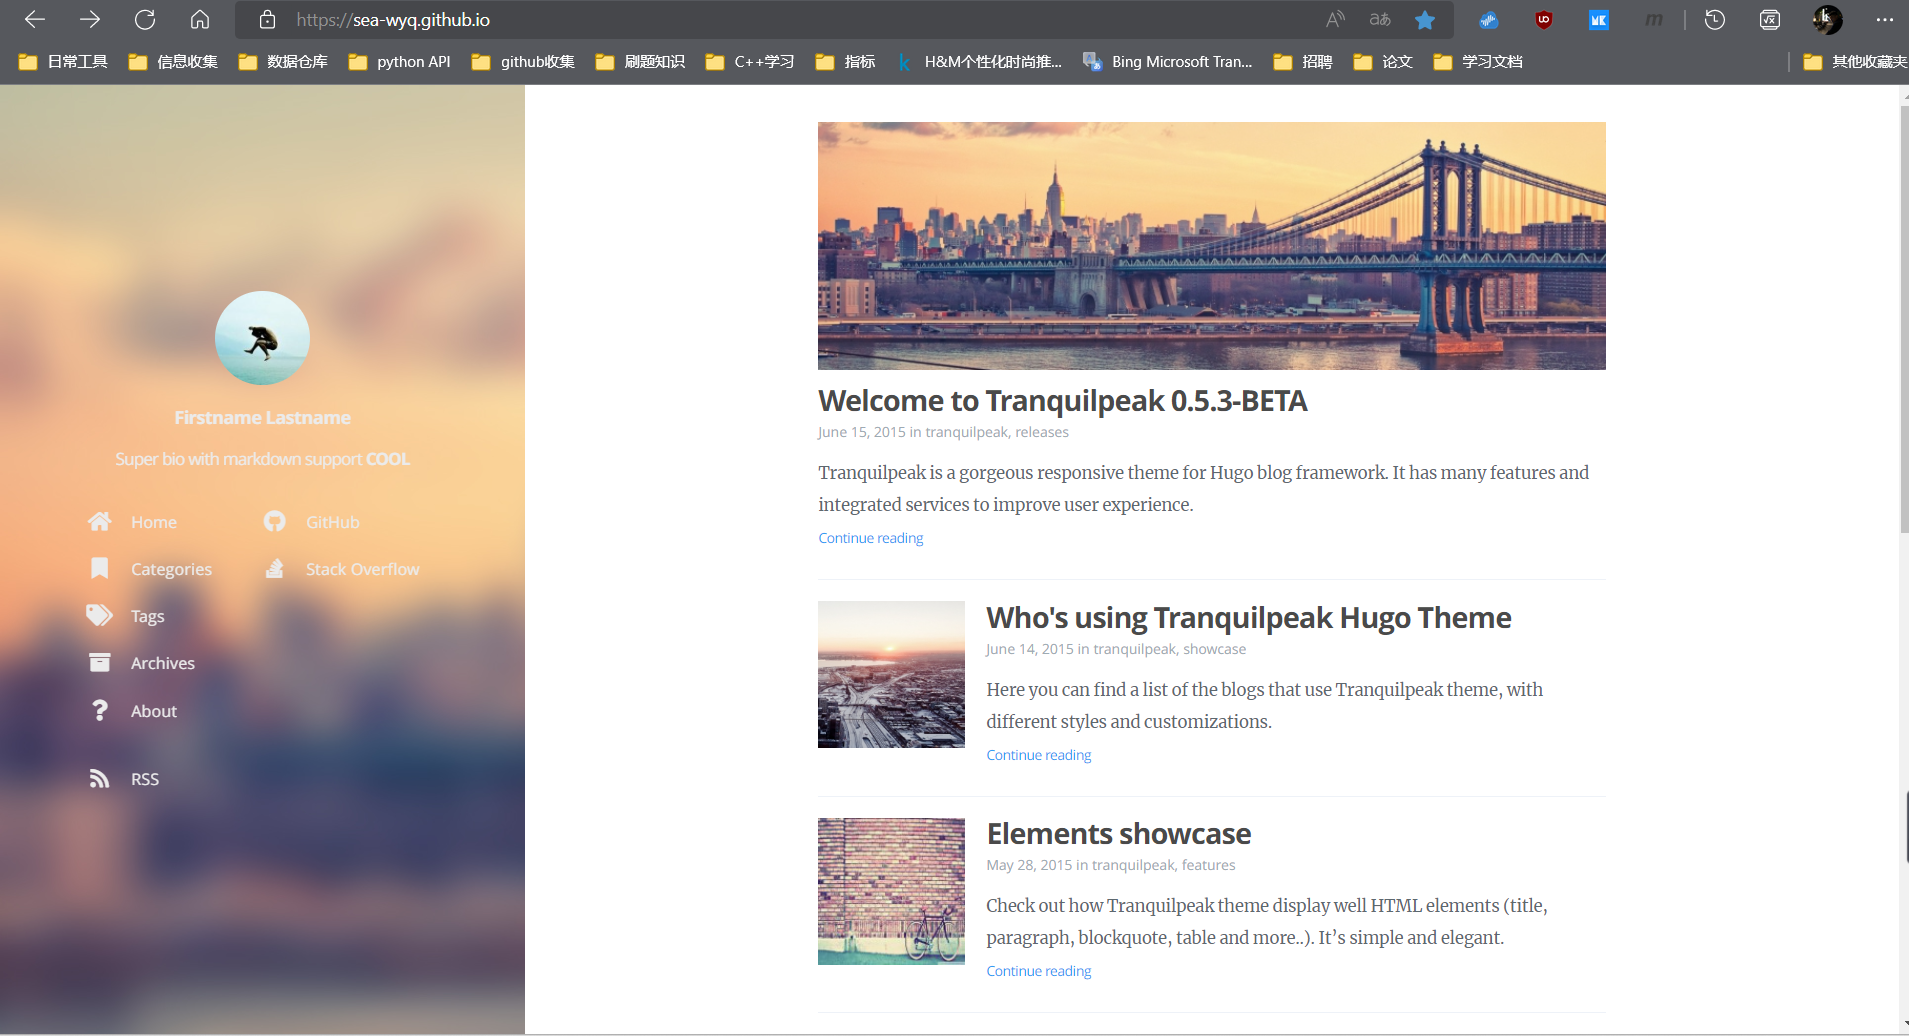 https://sea-wyq.github.io
日常工具 信息收集 数据仓库 python API github收集 刷题知识 C++学习 指标 H&M个性化时尚推... Bing Microsoft Tran... 招聘 论文 学习文档 其他收藏夹
Firstname Lastname
Super bio with markdown support COOL
Home GitHub
Categories Stack Overflow
Tags
Archives
About
RSS
Welcome to Tranquilpeak 0.5.3-BETA
June 15, 2015 in tranquilpeak, releases
Tranquilpeak is a gorgeous responsive theme for Hugo blog framework. It has many features and
integrated services to improve user experience.
Continue reading
Who's using Tranquilpeak Hugo Theme
June 14, 2015 in tranquilpeak, showcase
Here you can find a list of the blogs that use Tranquilpeak theme, with
different styles and customizations.
Continue reading
Elements showcase
May 28, 2015 in tranquilpeak, features
Check out how Tranquilpeak theme display well HTML elements (title,
paragraph, blockquote, table and more..). It’s simple and elegant.
Continue reading